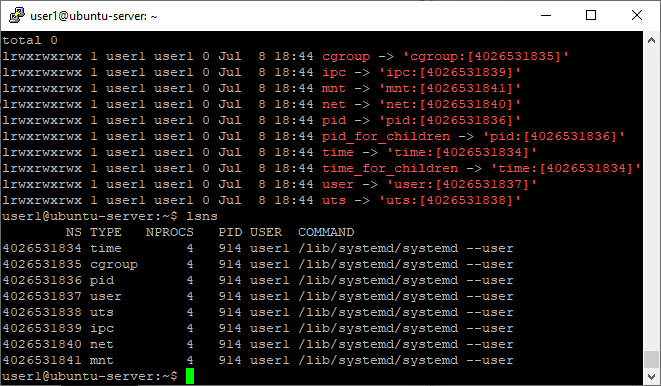 user1@ubuntu-server: ~
total 0
lrwxrwxrwx 1 user1 user1 0 Jul  8 18:44 cgroup -> 'cgroup:[4026531835]'
lrwxrwxrwx 1 user1 user1 0 Jul  8 18:44 ipc -> 'ipc:[4026531839]'
lrwxrwxrwx 1 user1 user1 0 Jul  8 18:44 mnt -> 'mnt:[4026531841]'
lrwxrwxrwx 1 user1 user1 0 Jul  8 18:44 net -> 'net:[4026531840]'
lrwxrwxrwx 1 user1 user1 0 Jul  8 18:44 pid -> 'pid:[4026531836]'
lrwxrwxrwx 1 user1 user1 0 Jul  8 18:44 pid_for_children -> 'pid:[4026531836]'
lrwxrwxrwx 1 user1 user1 0 Jul  8 18:44 time -> 'time:[4026531834]'
lrwxrwxrwx 1 user1 user1 0 Jul  8 18:44 time_for_children -> 'time:[4026531834]'
lrwxrwxrwx 1 user1 user1 0 Jul  8 18:44 user -> 'user:[4026531837]'
lrwxrwxrwx 1 user1 user1 0 Jul  8 18:44 uts -> 'uts:[4026531838]'
user1@ubuntu-server:~$ lsns
        NS TYPE   NPROCS   PID USER  COMMAND
4026531834 time        4   914 user1 /lib/systemd/systemd --user
4026531835 cgroup      4   914 user1 /lib/systemd/systemd --user
4026531836 pid         4   914 user1 /lib/systemd/systemd --user
4026531837 user        4   914 user1 /lib/systemd/systemd --user
4026531838 uts         4   914 user1 /lib/systemd/systemd --user
4026531839 ipc         4   914 user1 /lib/systemd/systemd --user
4026531840 net         4   914 user1 /lib/systemd/systemd --user
4026531841 mnt         4   914 user1 /lib/systemd/systemd --user
user1@ubuntu-server:~$